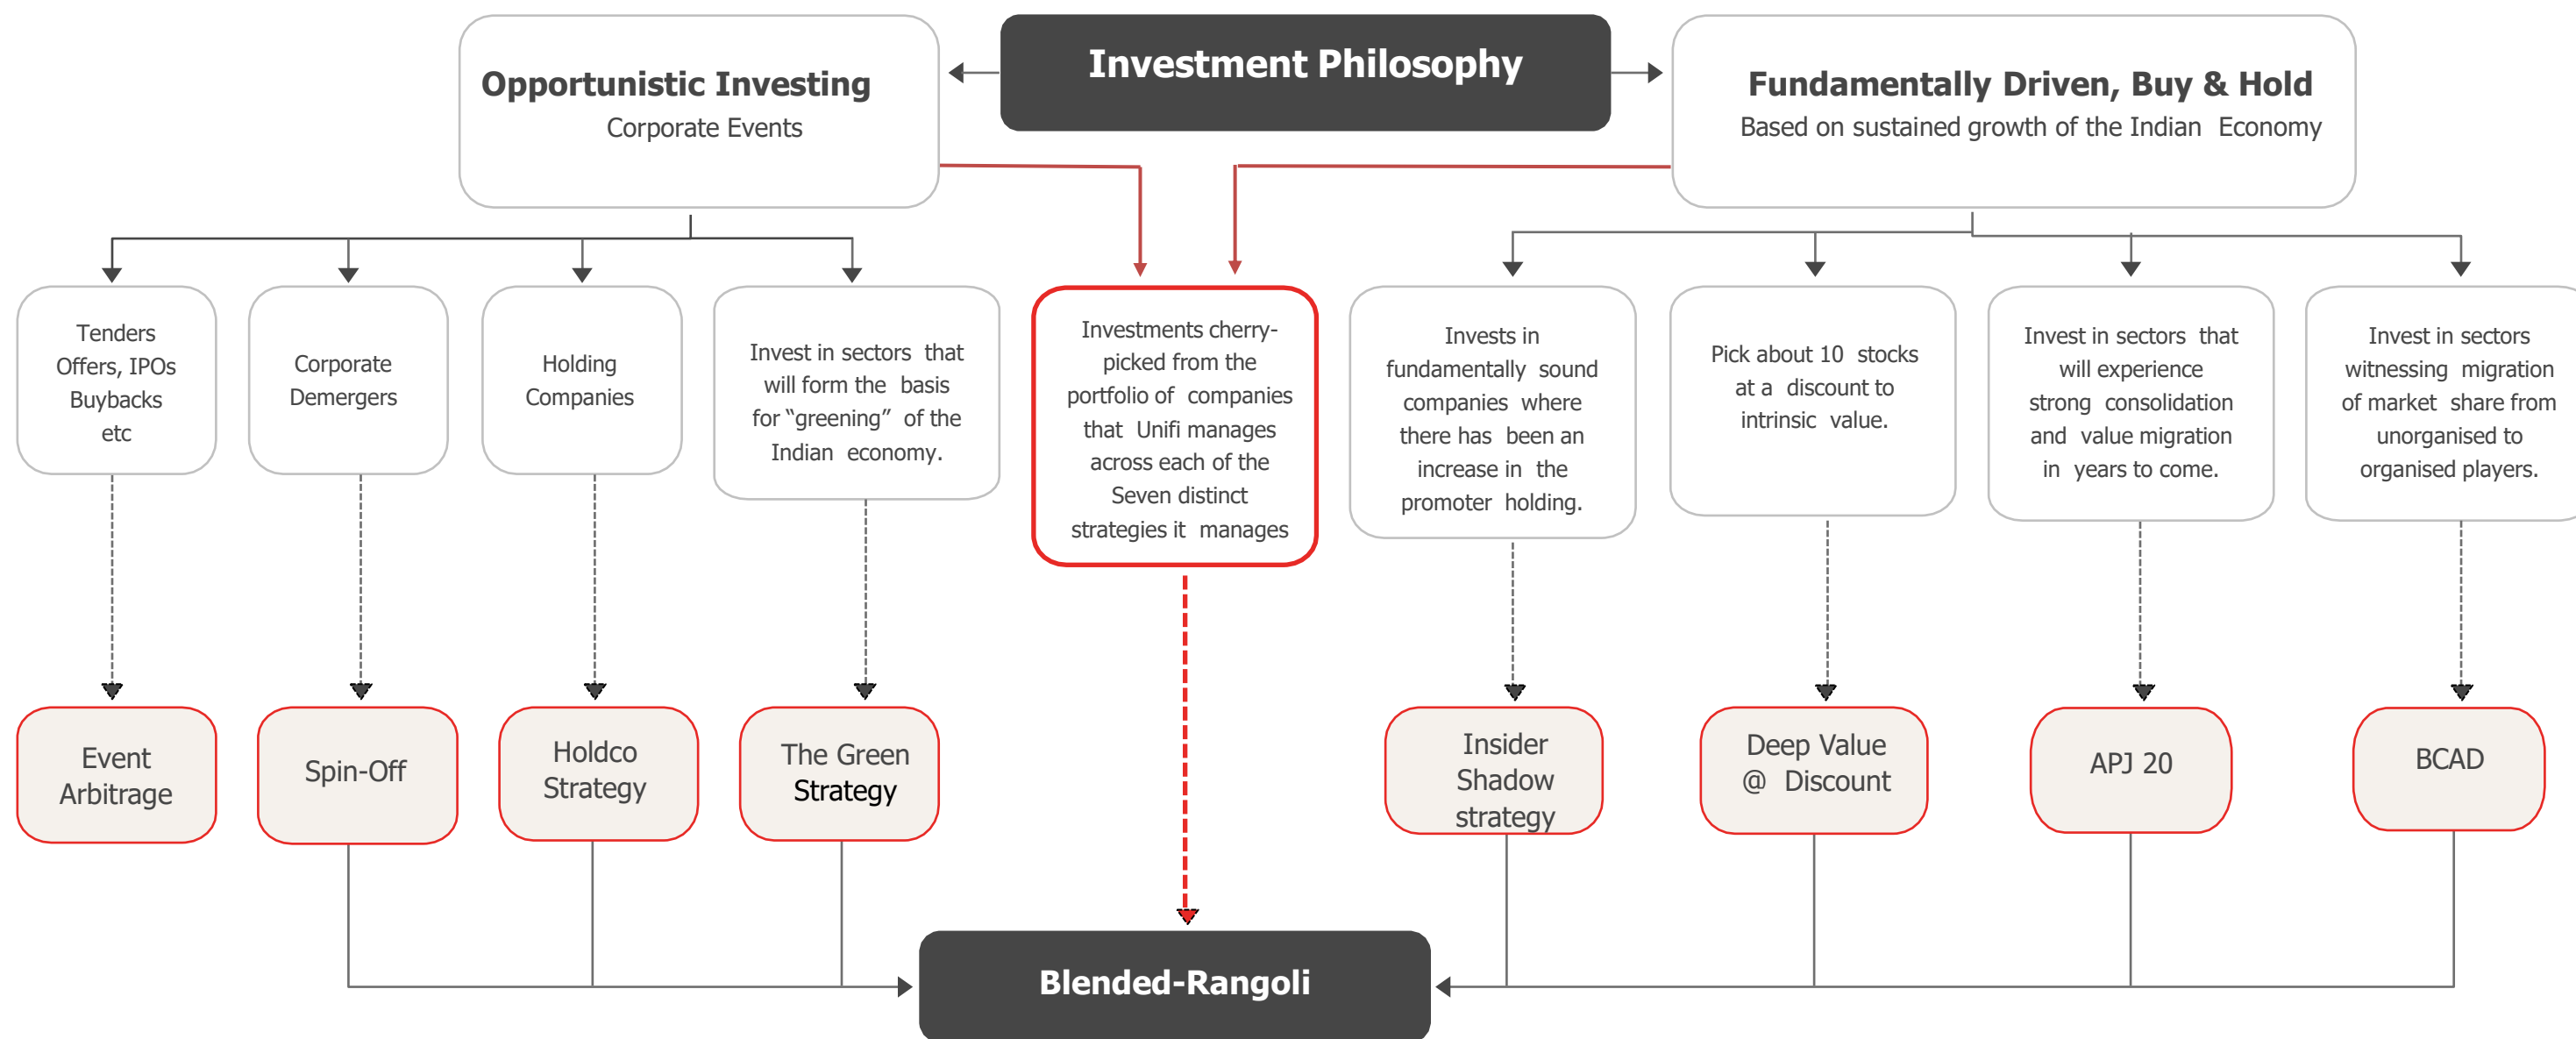 Investment Philosophy
Opportunistic Investing
Corporate Events
Fundamentally Driven, Buy & Hold
Based on sustained growth of the Indian Economy
Tenders
Offers, IPOs
Buybacks
etc
Corporate
Demergers
Holding
Companies
Invest in sectors that
will form the basis
for “greening” of the
Indian economy.
Investments cherry-
picked from the
portfolio of companies
that Unifi manages
across each of the
Seven distinct
strategies it manages
Invests in
fundamentally sound
companies where
there has been an
increase in the
promoter holding.
Pick about 10 stocks
at a discount to
intrinsic value.
Invest in sectors that
will experience
strong consolidation
and value migration
in years to come.
Invest in sectors
witnessing migration
of market share from
unorganised to
organised players.
Event
Arbitrage
Spin-Off
Holdco
Strategy
The Green
Strategy
Insider
Shadow
strategy
Deep Value
@ Discount
APJ 20
BCAD
Blended-Rangoli